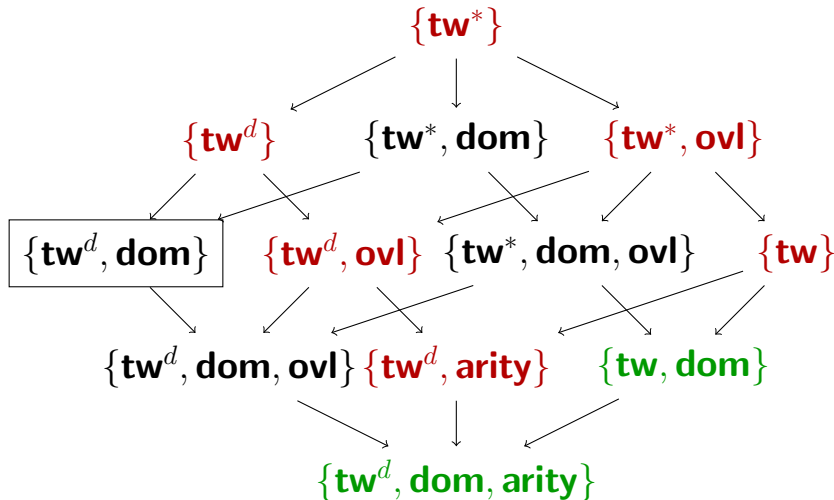 {tw*}
{tw^d} {tw*, dom} {tw*, ovl}
{tw^d, dom} {tw^d, ovl} {tw*, dom, ovl} {tw}
{tw^d, dom, ovl} {tw^d, arity} {tw, dom}
{tw^d, dom, arity}